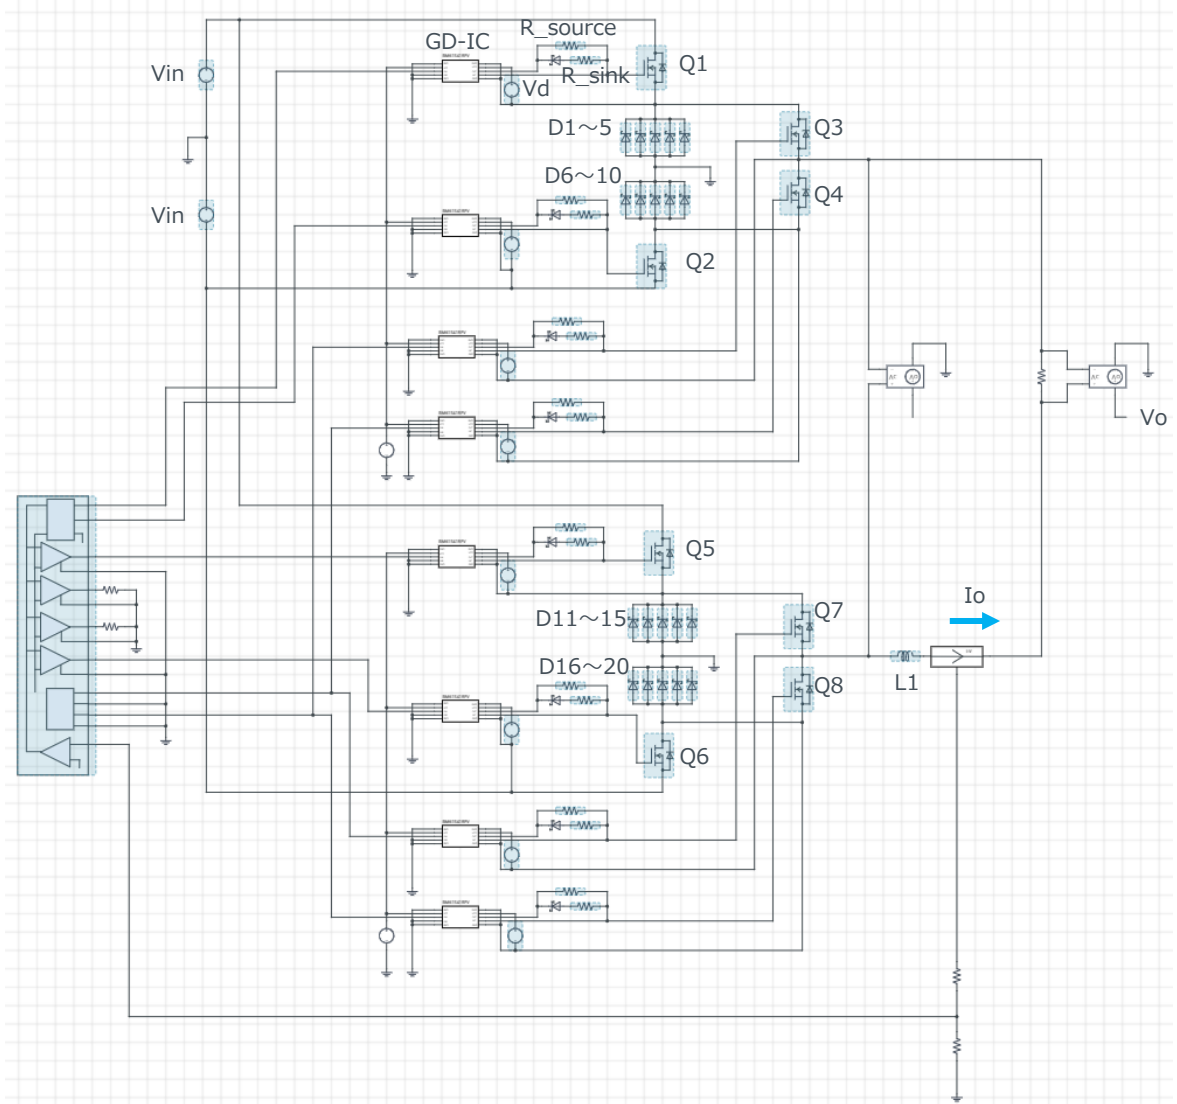 R_source
GD-IC
Vin
Q1
R_sink
Vd
D1～5
Q3
D6～10
Q4
Vin
Q2
Vo
Q5
Io
D11～15
Q7
D16～20
L1
Q8
Q6